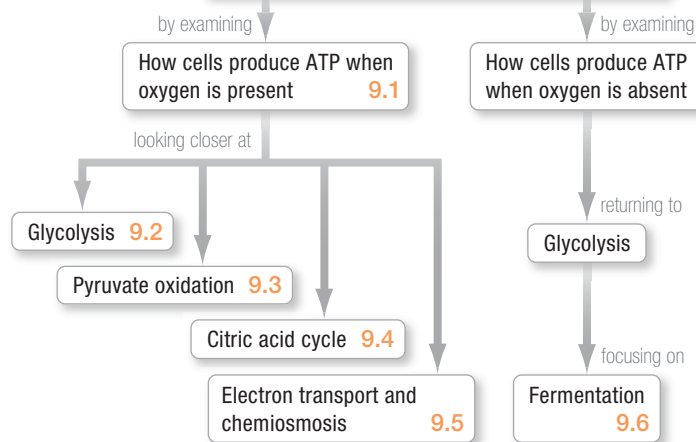 by examining
by examining
How cells produce ATP when
oxygen is present 9.1
How cells produce ATP
when oxygen is absent
looking closer at
returning to
Glycolysis 9.2
Glycolysis
Pyruvate oxidation 9.3
Citric acid cycle 9.4
focusing on
Electron transport and
chemiosmosis 9.5
Fermentation
9.6